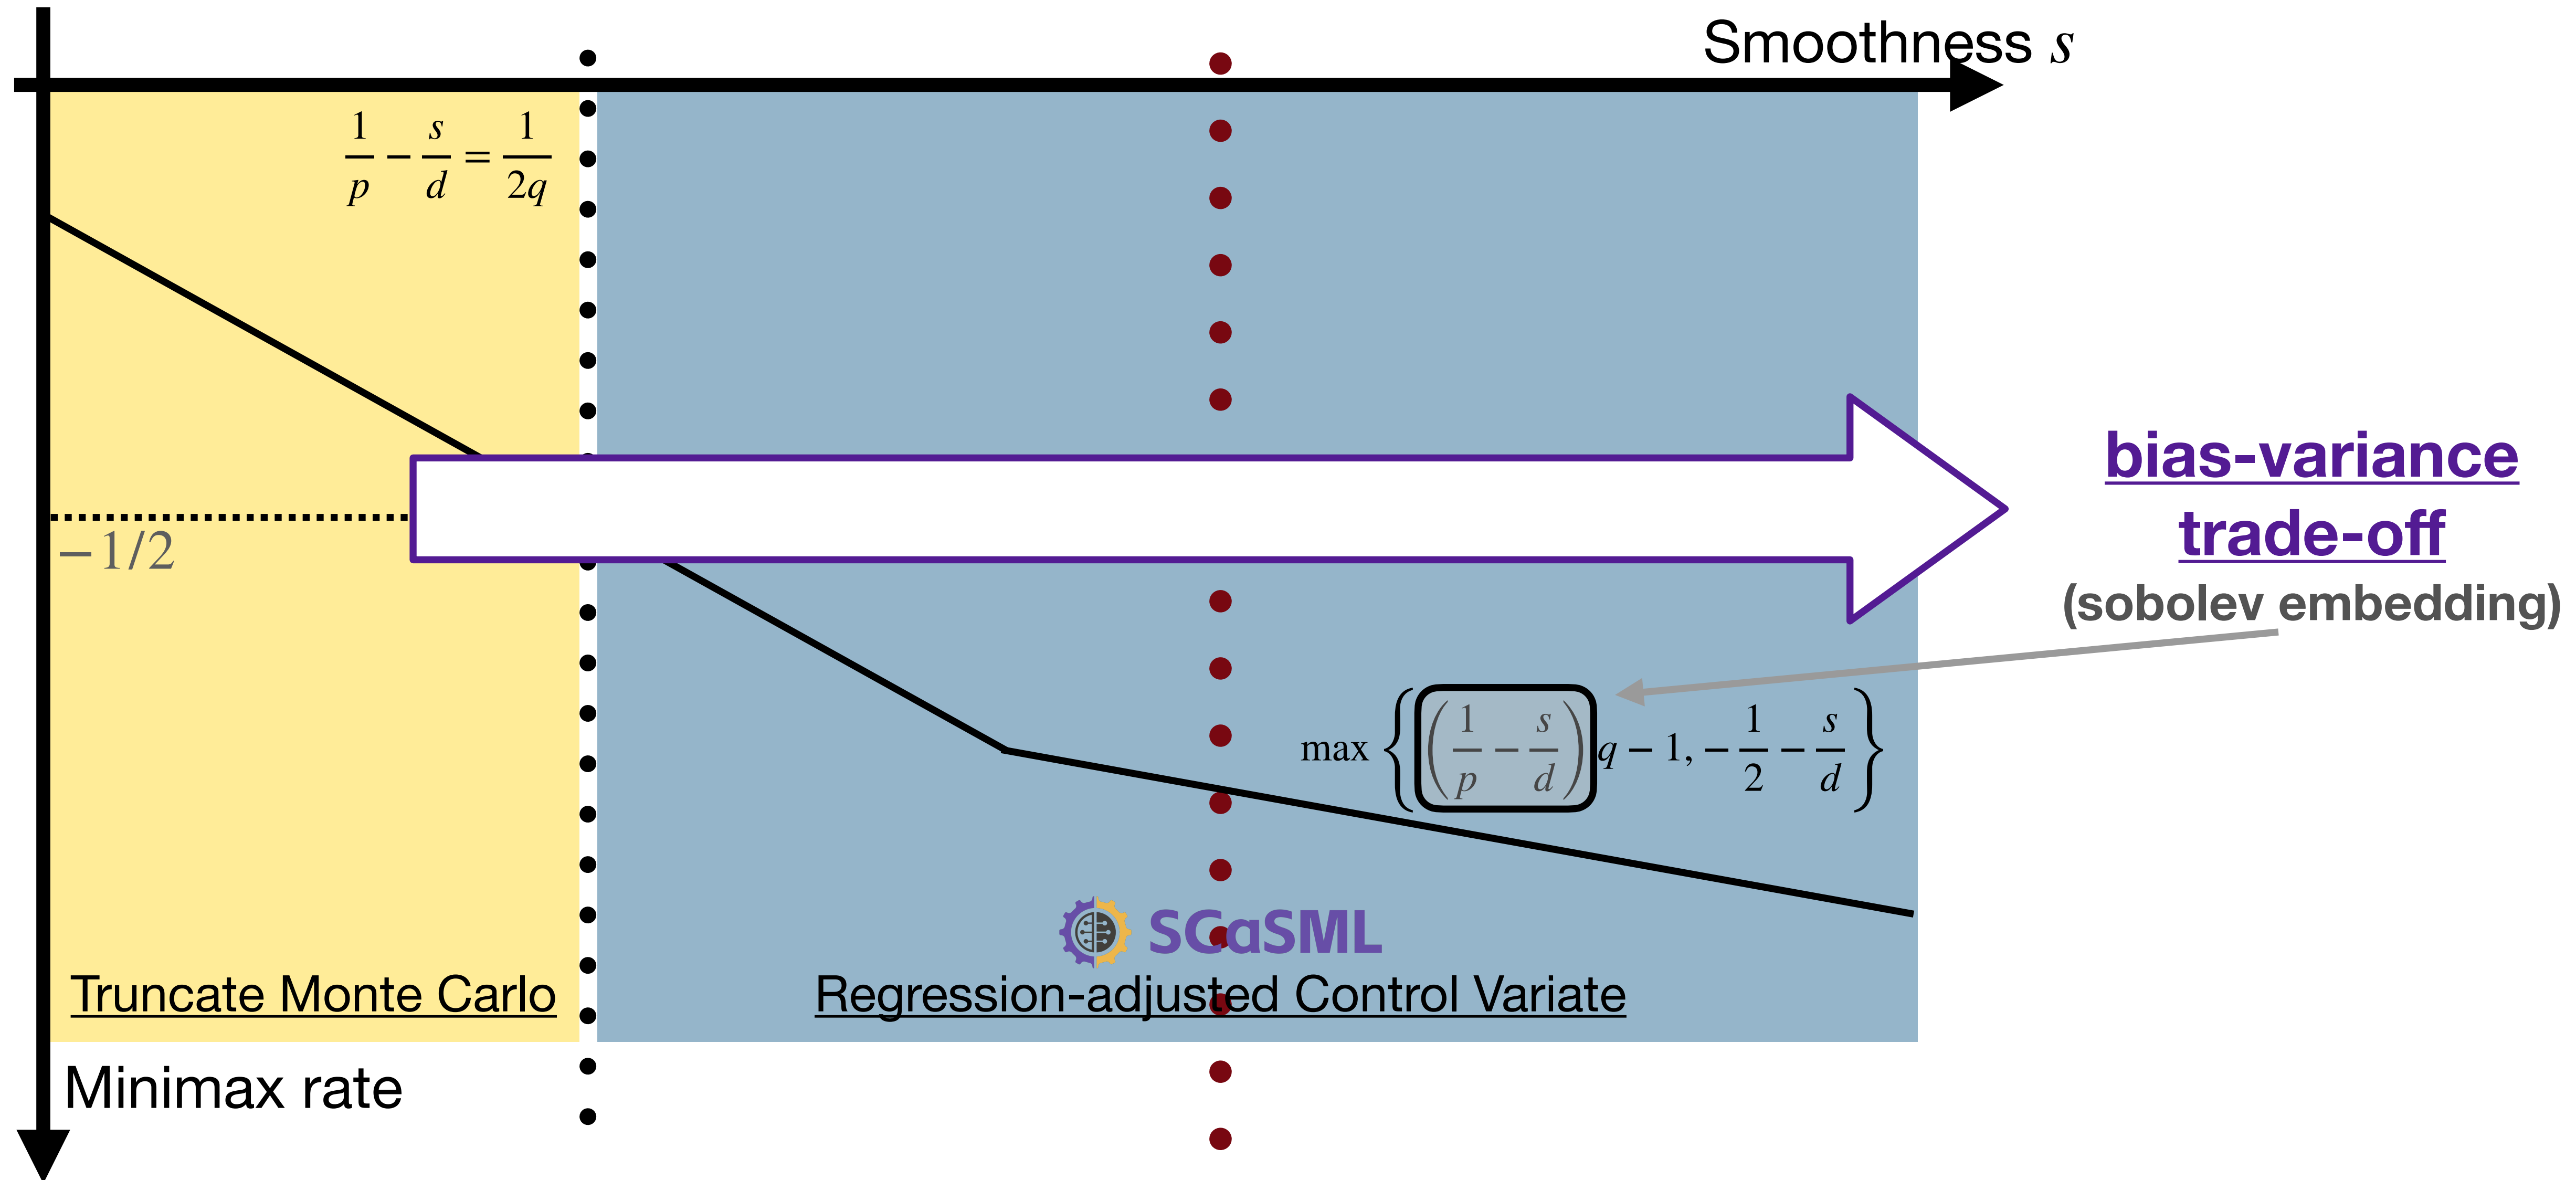 Smoothness s
1/p − s/d = 1/2q
−1/2
bias-variance
trade-off
(sobolev embedding)
max {(1/p − s/d) q − 1, − 1/2 − s/d}
SCaSML
Truncate Monte Carlo
Regression-adjusted Control Variate
Minimax rate